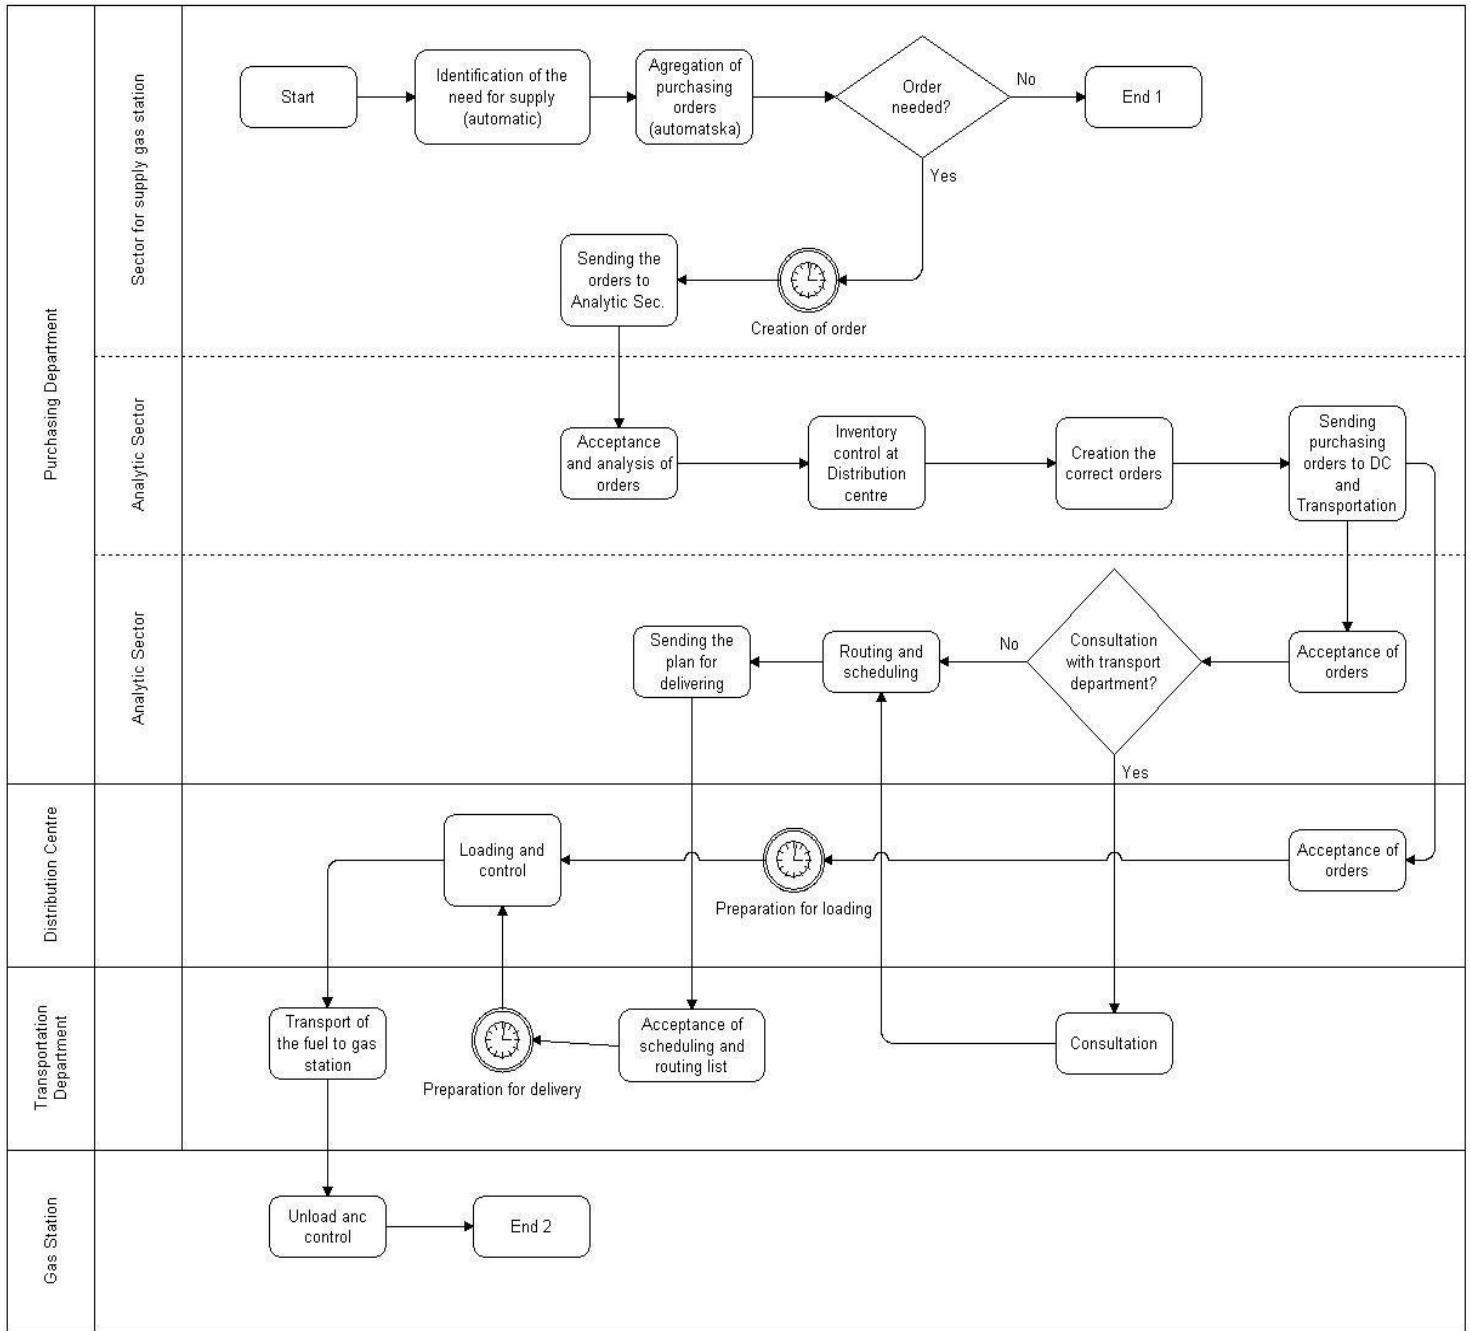 Purchasing Department
Sector for supply gas station
Start
Identification of the
need for supply
(automatic)
Agregation of
purchasing
orders
(automatska)
Order
needed?
No
End 1
Yes
Sending the
orders to
Analytic Sec.
Creation of order
Analytic Sector
Acceptance
and analysis of
orders
Inventory
control at
Distribution
centre
Creation the
correct orders
Sending
purchasing
orders to DC
and
Transportation
Analytic Sector
Sending the
plan for
delivering
Routing and
scheduling
No
Consultation
with transport
department?
Acceptance of
orders
Yes
Distribution Centre
Loading and
control
Preparation for loading
Acceptance of
orders
Transportation
Department
Transport of
the fuel to gas
station
Preparation for delivery
Acceptance of
scheduling and
routing list
Consultation
Gas Station
Unload anc
control
End 2